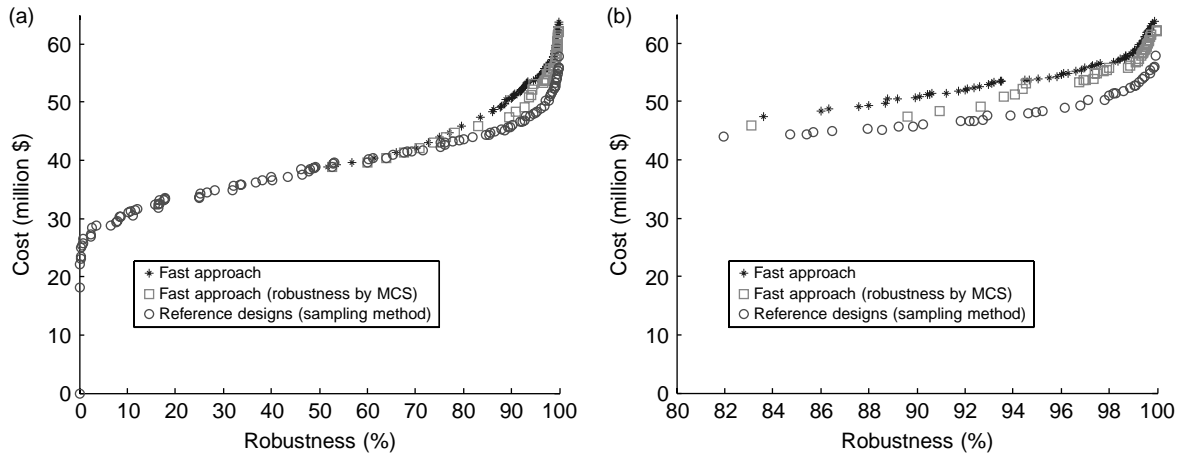 (a)
60
50
40
30
20
10
0
Cost (million $)
Fast approach
Fast approach (robustness by MCS)
Reference designs (sampling method)
0 10 20 30 40 50 60 70 80 90 100
Robustness (%)
(b)
60
50
40
30
20
10
0
Cost (million $)
Fast approach
Fast approach (robustness by MCS)
Reference designs (sampling method)
80 82 84 86 88 90 92 94 96 98 100
Robustness (%)